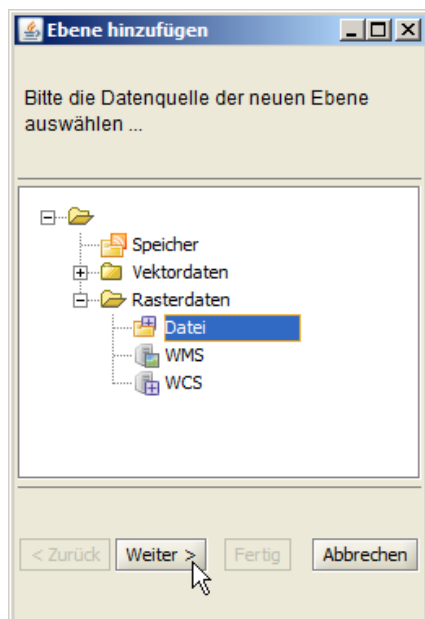 Ebene hinzufügen
Bitte die Datenquelle der neuen Ebene
auswählen ...
Speicher
Vektordaten
Rasterdaten
Datei
WMS
WCS
< Zurück Weiter > Fertig Abbrechen